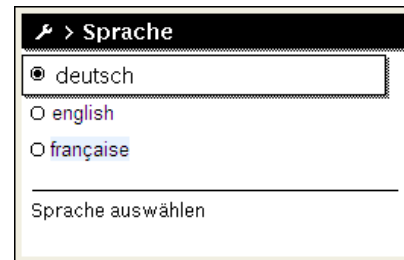 > Sprache
deutsch
english
française
Sprache auswählen